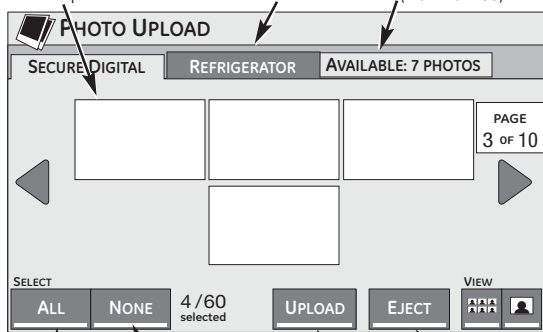 PHOTO UPLOAD
SECURE DIGITAL
REFRIGERATOR
AVAILABLE: 7 PHOTOS
PAGE
3 OF 10
SELECT
VIEW
ALL
NONE
4/60
selected
UPLOAD
EJECT